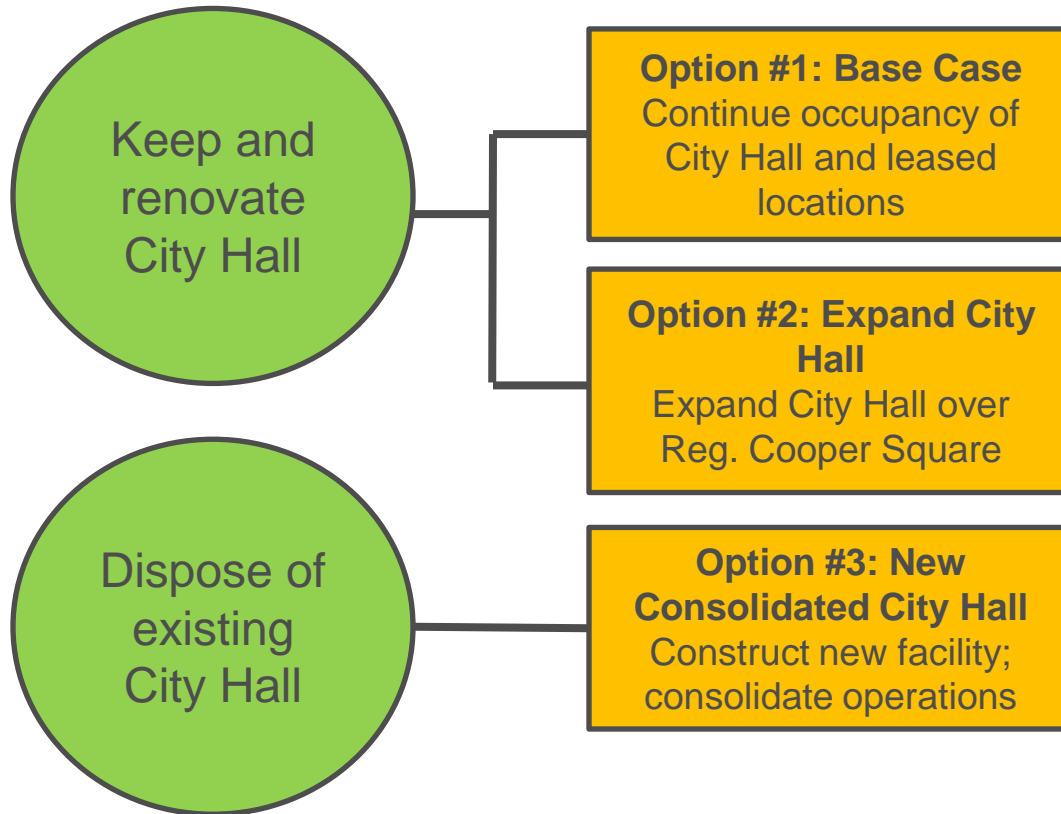 Keep and
renovate
City Hall
Option #1: Base Case
Continue occupancy of
City Hall and leased
locations
Option #2: Expand City
Hall
Expand City Hall over
Reg. Cooper Square
Dispose of
existing
City Hall
Option #3: New
Consolidated City Hall
Construct new facility;
consolidate operations